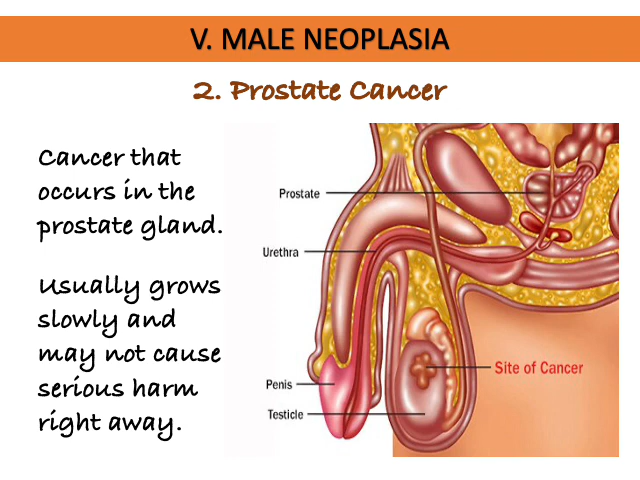 V. MALE NEOPLASIA
2. Prostate Cancer
Cancer that
occurs in the
prostate gland.
Usually grows
slowly and
may not cause
serious harm
right away.
Prostate
Urethra
Penis
Testicle
Site of Cancer